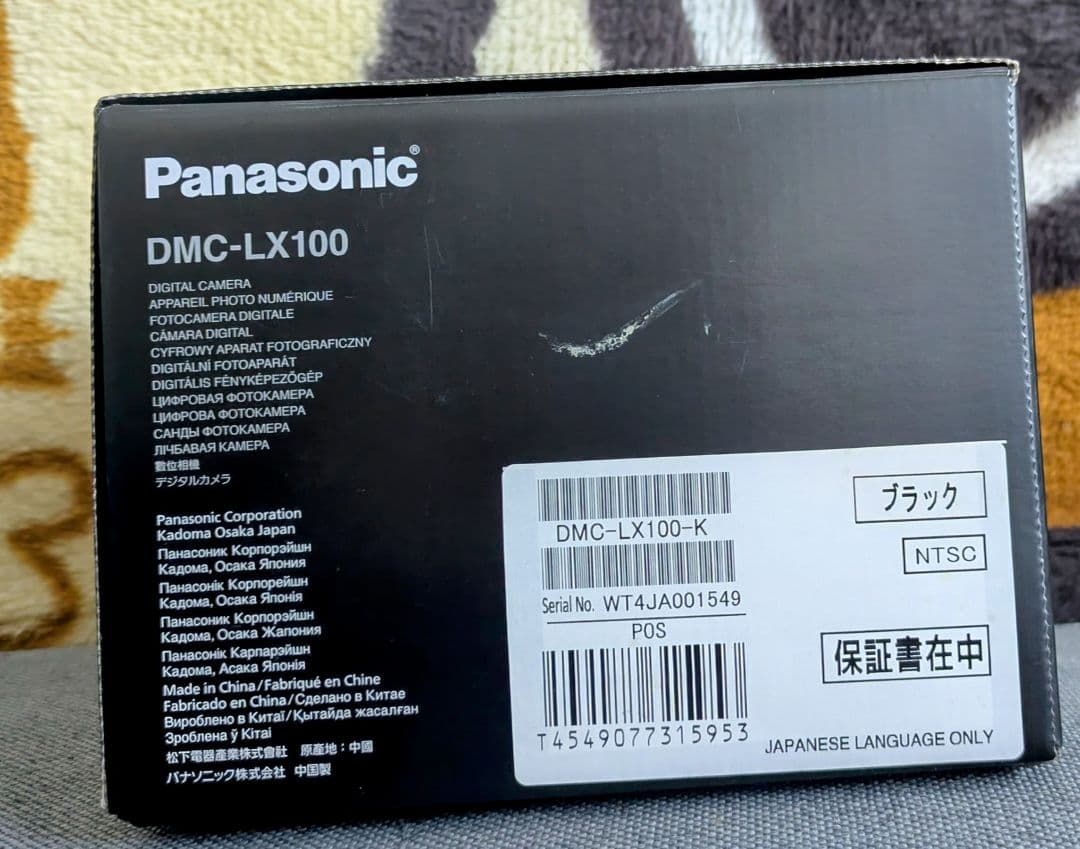 Panasonic®
DMC-LX100
DIGITAL CAMERA
APPAREIL PHOTO NUMÉRIQUE
FOTOCAMERA DIGITALE
CÁMARA DIGITAL
CYFROWY APARAT FOTOGRAFICZNY
DIGITÁLNÍ FOTOAPARÁT
DIGITÁLIS FÉNYKÉPEZŐGÉP
ЦИФРОВАЯ ФОТОКАМЕРА
ЦИФРОВА ФОТОКАМЕРА
САНДЫ ФОТОКАМЕРА
ЛІЧБАВАЯ КАМЕРА
數位相機
デジタルカメラ
Panasonic Corporation
Kadoma Osaka Japan
Панасоник Корпорэйшн
Кадома, Осака Япония
Панасонік Корпорейшн
Кадома, Осака Японія
Панасоник Корпорэйшн
Кадома, Осака Жапония
Панасонік Карпарэйшн
Кадома, Асака Японія
Made in China/Fabriqué en Chine
Fabricado en China/Сделано в Китае
Вироблено в Китаї/Қытайда жасалған
Зроблена ў Кітаі
松下電器產業株式會社 原產地：中國
パナソニック株式会社 中国製
DMC-LX100-K
Serial No. WT4JA001549
POS
T4549077315953
ブラック
NTSC
保証書在中
JAPANESE LANGUAGE ONLY